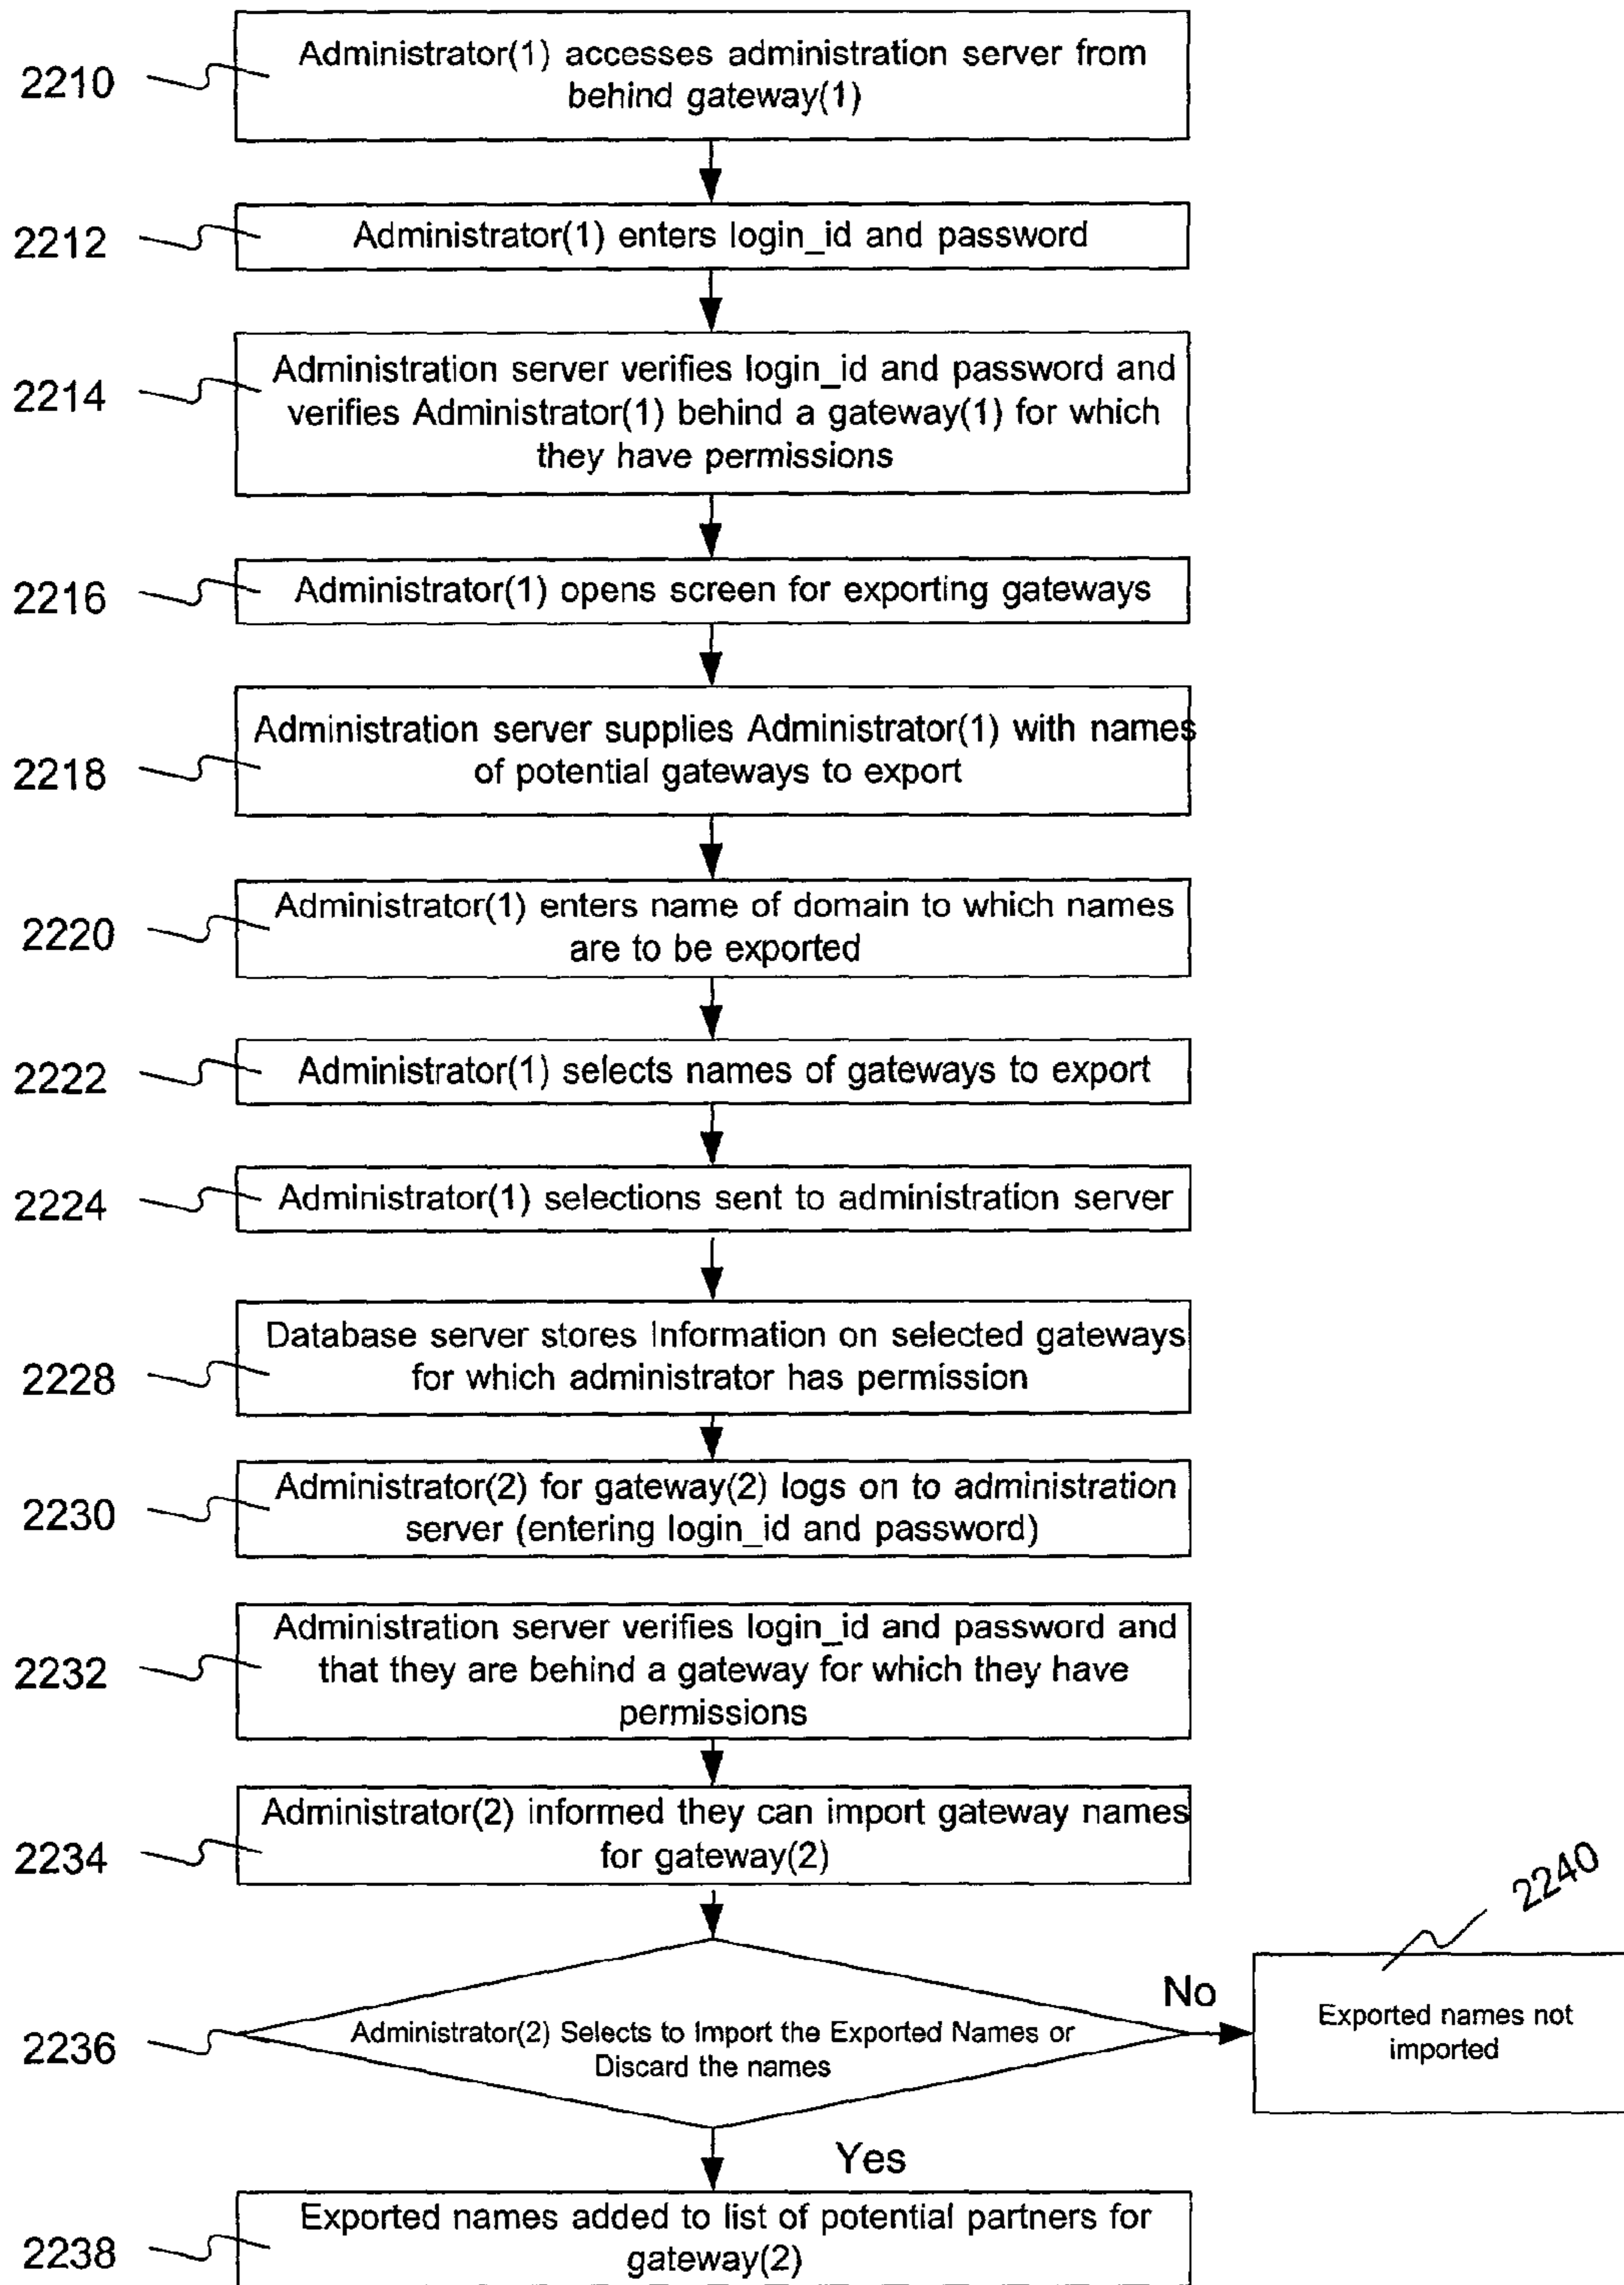 2210
Administrator(1) accesses administration server from
behind gateway(1)
2212
Administrator(1) enters login_id and password
2214
Administration server verifies login_id and password and
verifies Administrator(1) behind a gateway(1) for which
they have permissions
2216
Administrator(1) opens screen for exporting gateways
2218
Administration server supplies Administrator(1) with names
of potential gateways to export
2220
Administrator(1) enters name of domain to which names
are to be exported
2222
Administrator(1) selects names of gateways to export
2224
Administrator(1) selections sent to administration server
2228
Database server stores Information on selected gateways
for which administrator has permission
2230
Administrator(2) for gateway(2) logs on to administration
server (entering login_id and password)
2232
Administration server verifies login_id and password and
that they are behind a gateway for which they have
permissions
2234
Administrator(2) informed they can import gateway names
for gateway(2)
2236
Administrator(2) Selects to Import the Exported Names or
Discard the names
No
2240
Exported names not
imported
Yes
2238
Exported names added to list of potential partners for
gateway(2)